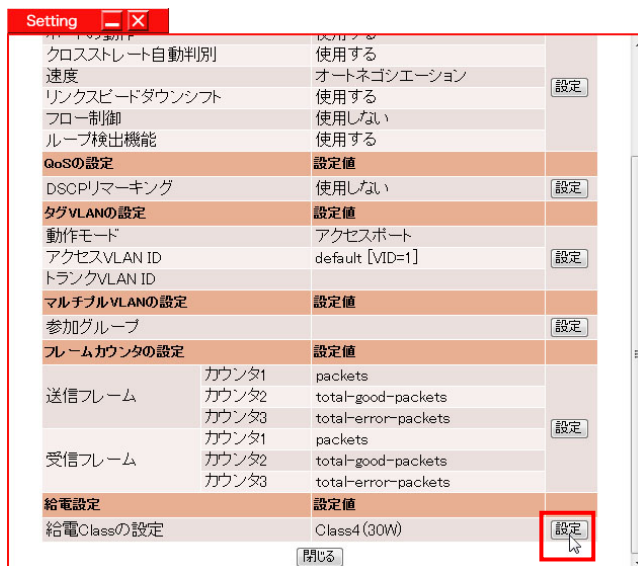 Setting
クロスストレート自動判別 使用する
速度 オートネゴシエーション
リンクスピードダウンシフト 使用する
設定
フロー制御 使用しない
ループ検出機能 使用する
QoSの設定 設定値
DSCPリマーキング 使用しない 設定
タグVLANの設定 設定値
動作モード アクセスポート
アクセスVLAN ID default [VID=1] 設定
トランクVLAN ID
マルチプルVLANの設定 設定値
参加グループ 設定
フレームカウンタの設定 設定値
送信フレーム
カウンタ1 packets
カウンタ2 total-good-packets
カウンタ3 total-error-packets
設定
受信フレーム
カウンタ1 packets
カウンタ2 total-good-packets
カウンタ3 total-error-packets
給電設定 設定値
給電Classの設定 Class4(30W) 設定
閉じる